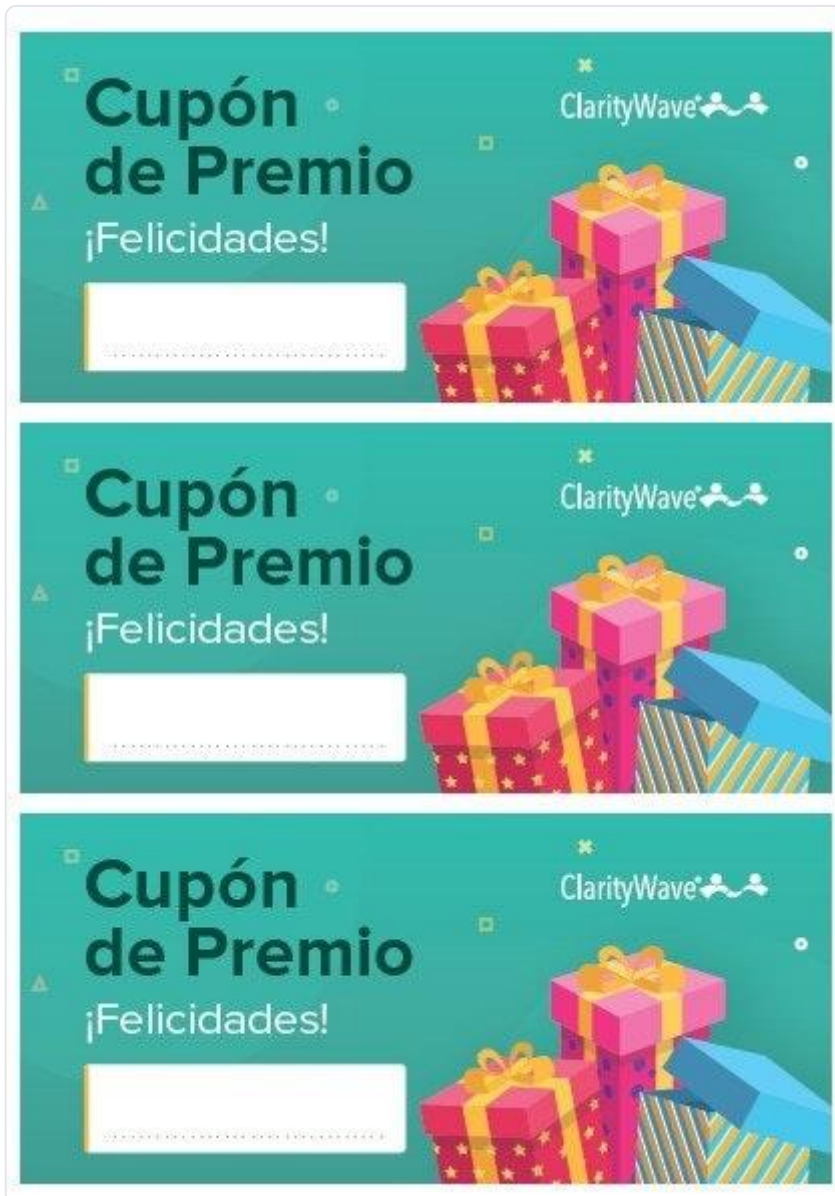 Cupón
de Premio
¡Felicidades!
ClarityWave
Cupón
de Premio
¡Felicidades!
ClarityWave
Cupón
de Premio
¡Felicidades!
ClarityWave